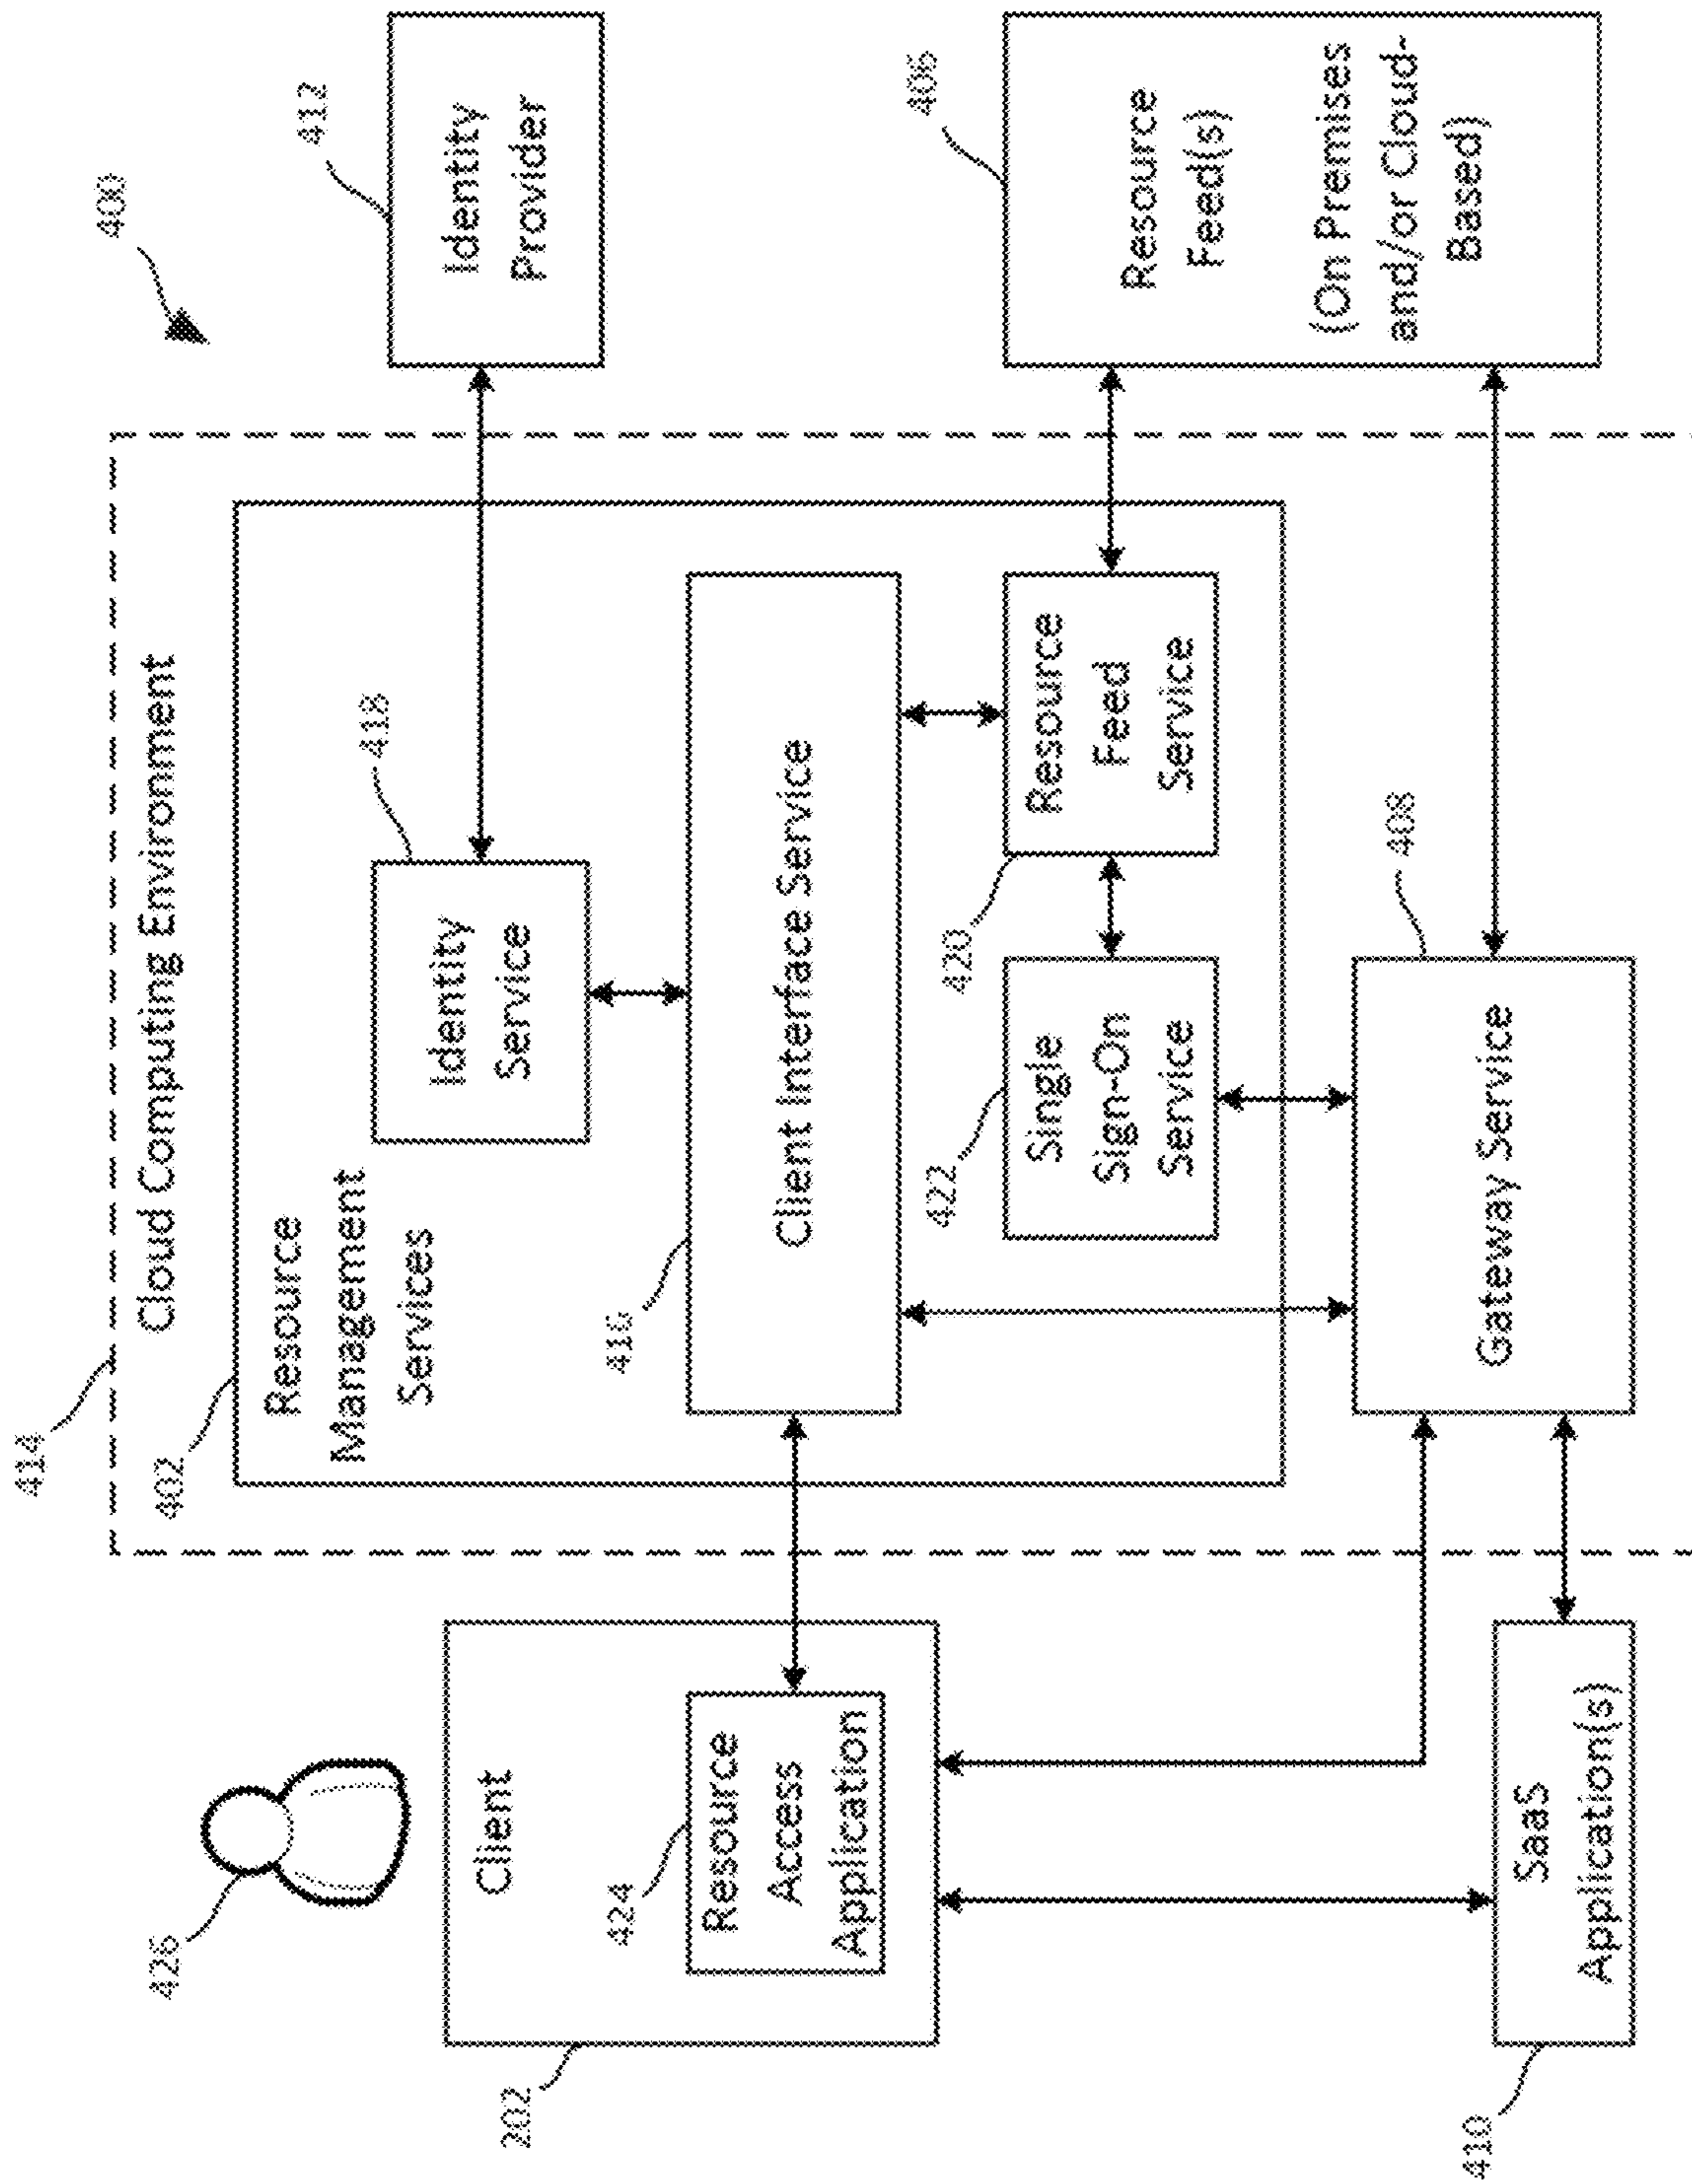 400
414
Cloud Computing Environment
402
Resource
Management
Services
418
Identity
Service
412
Identity
Provider
426
202
Client
424
Resource
Access
Application
416
Client Interface Service
422
Single
Sign-On
Service
420
Resource
Feed
Service
406
Resource
Feed(s)
(On Premises
and/or Cloud-
Based)
410
SaaS
Application(s)
408
Gateway Service